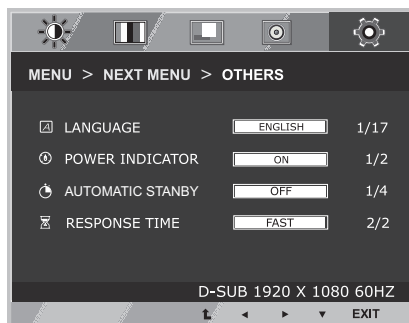 MENU > NEXT MENU > OTHERS
LANGUAGE ENGLISH 1/17
POWER INDICATOR ON 1/2
AUTOMATIC STANBY OFF 1/4
RESPONSE TIME FAST 2/2
D-SUB 1920 X 1080 60HZ
EXIT